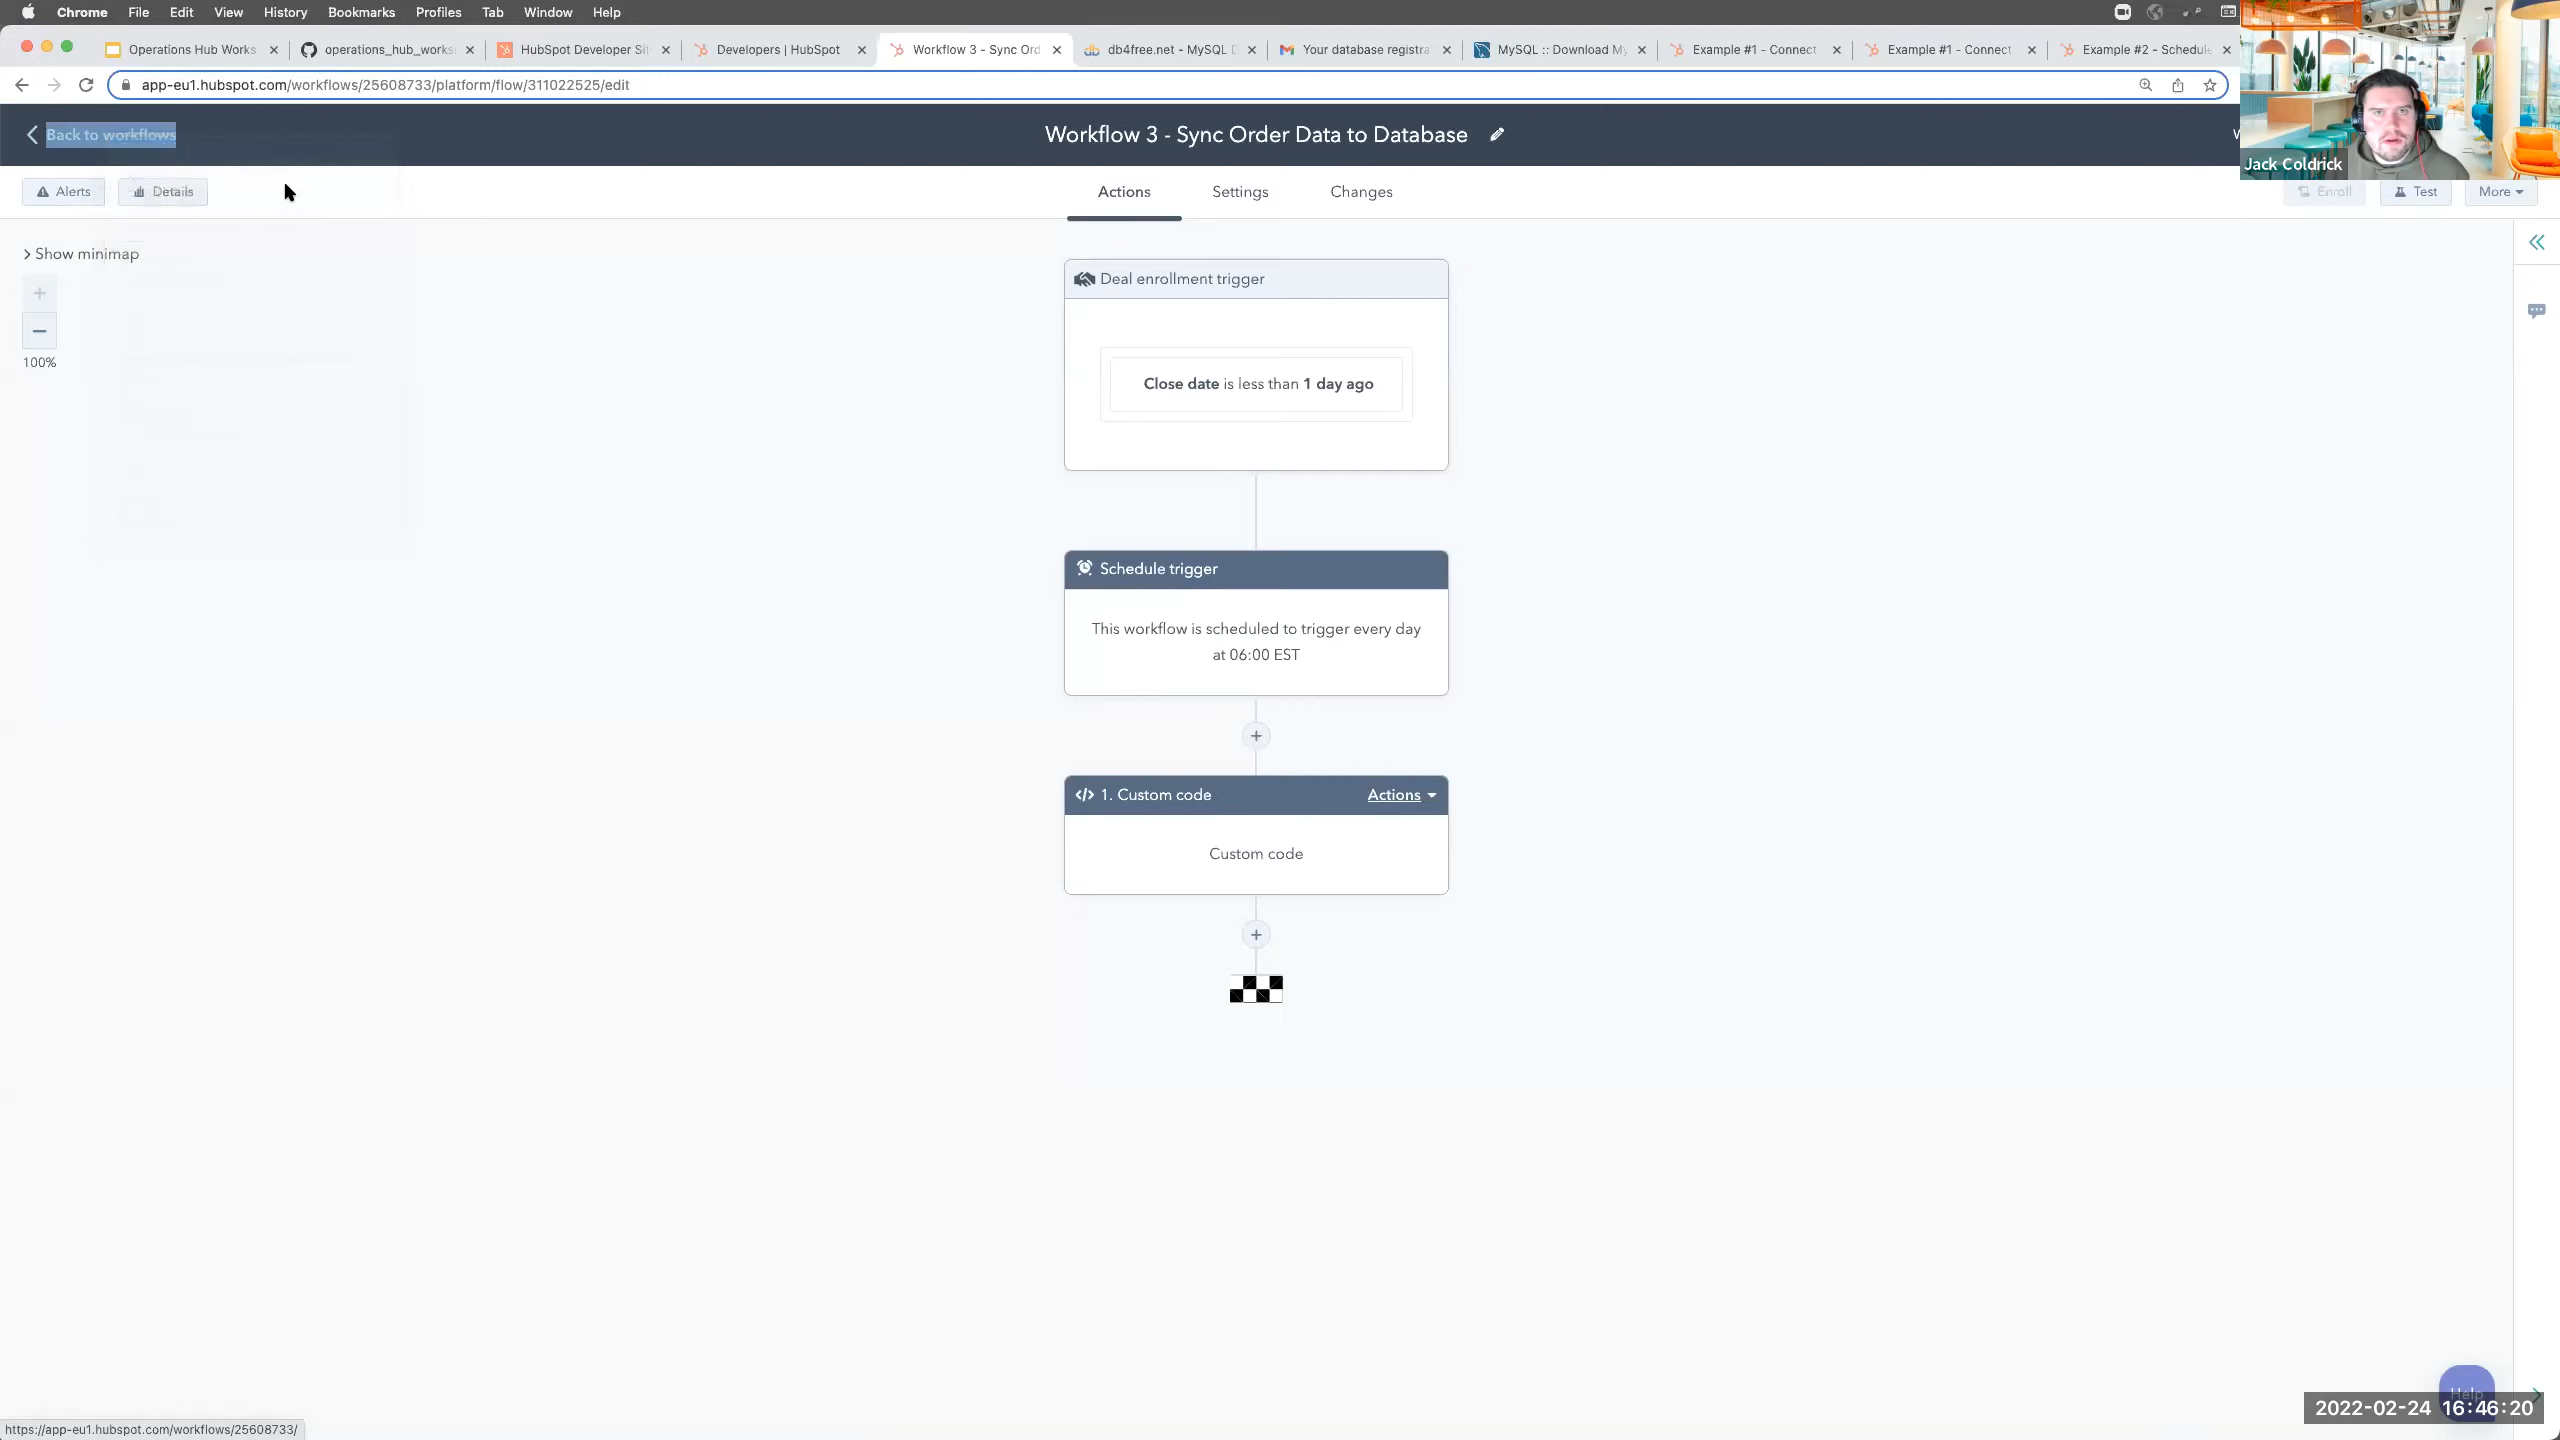 Chrome File Edit View History Bookmarks Profiles Tab Window Help
Operations Hub Works
operations_hub_works
HubSpot Developer Si
Developers | HubSpot
Workflow 3 - Sync Ord
db4free.net - MySQL D
Your database registra
MySQL :: Download My
Example #1 - Connect
Example #1 - Connect
Example #2 - Schedule
app-eu1.hubspot.com/workflows/25608733/platform/flow/311022525/edit
Back to workflows
Workflow 3 - Sync Order Data to Database
Jack Coldrick
Alerts
Details
Actions
Settings
Changes
Enroll
Test
More
Show minimap
100%
Deal enrollment trigger
Close date is less than 1 day ago
Schedule trigger
This workflow is scheduled to trigger every day
at 06:00 EST
1. Custom code
Actions
Custom code
Help
2022-02-24 16:46:20
https://app-eu1.hubspot.com/workflows/25608733/